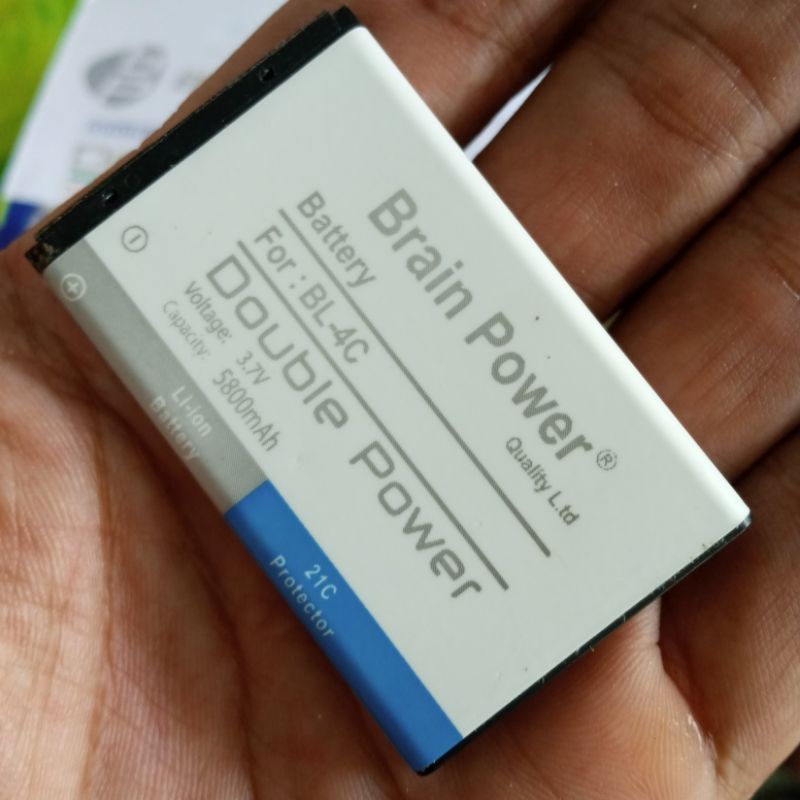 Brain Power®
Quality L.td
Battery
For : BL-4C
Double Power
Voltage: 3.7V
Capacity: 5800mAh
Li-ion
Battery
21C
Protector